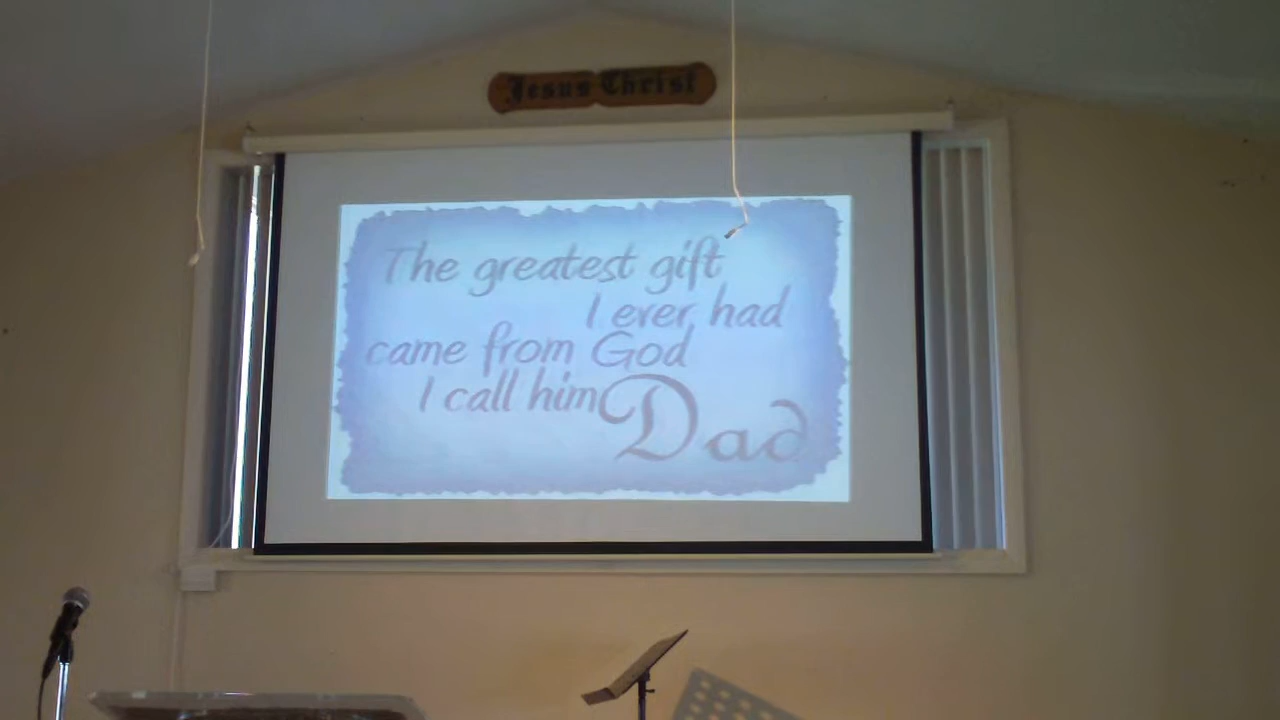 Jesus Christ
The greatest gift
I ever had
came from God
I call him Dad